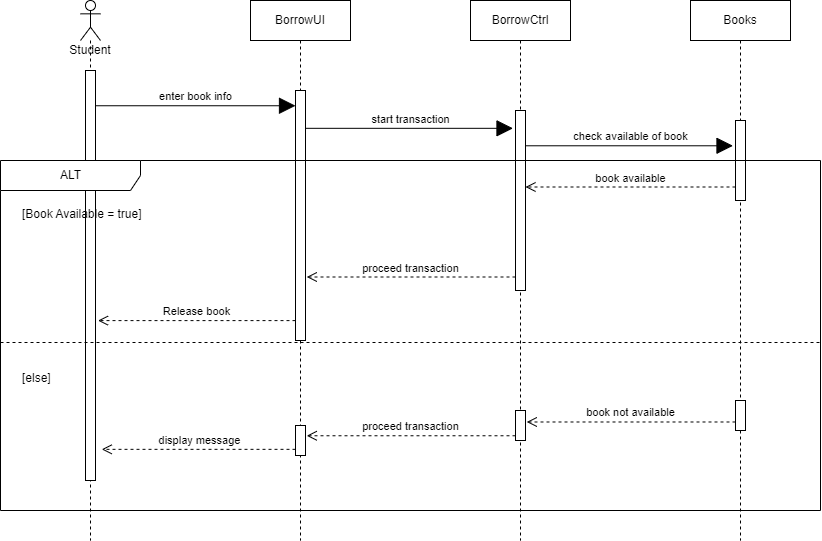 BorrowUI
BorrowCtrl
Books
Student
enter book info
start transaction
check available of book
ALT
book available
[Book Available = true]
proceed transaction
Release book
[else]
book not available
proceed transaction
display message